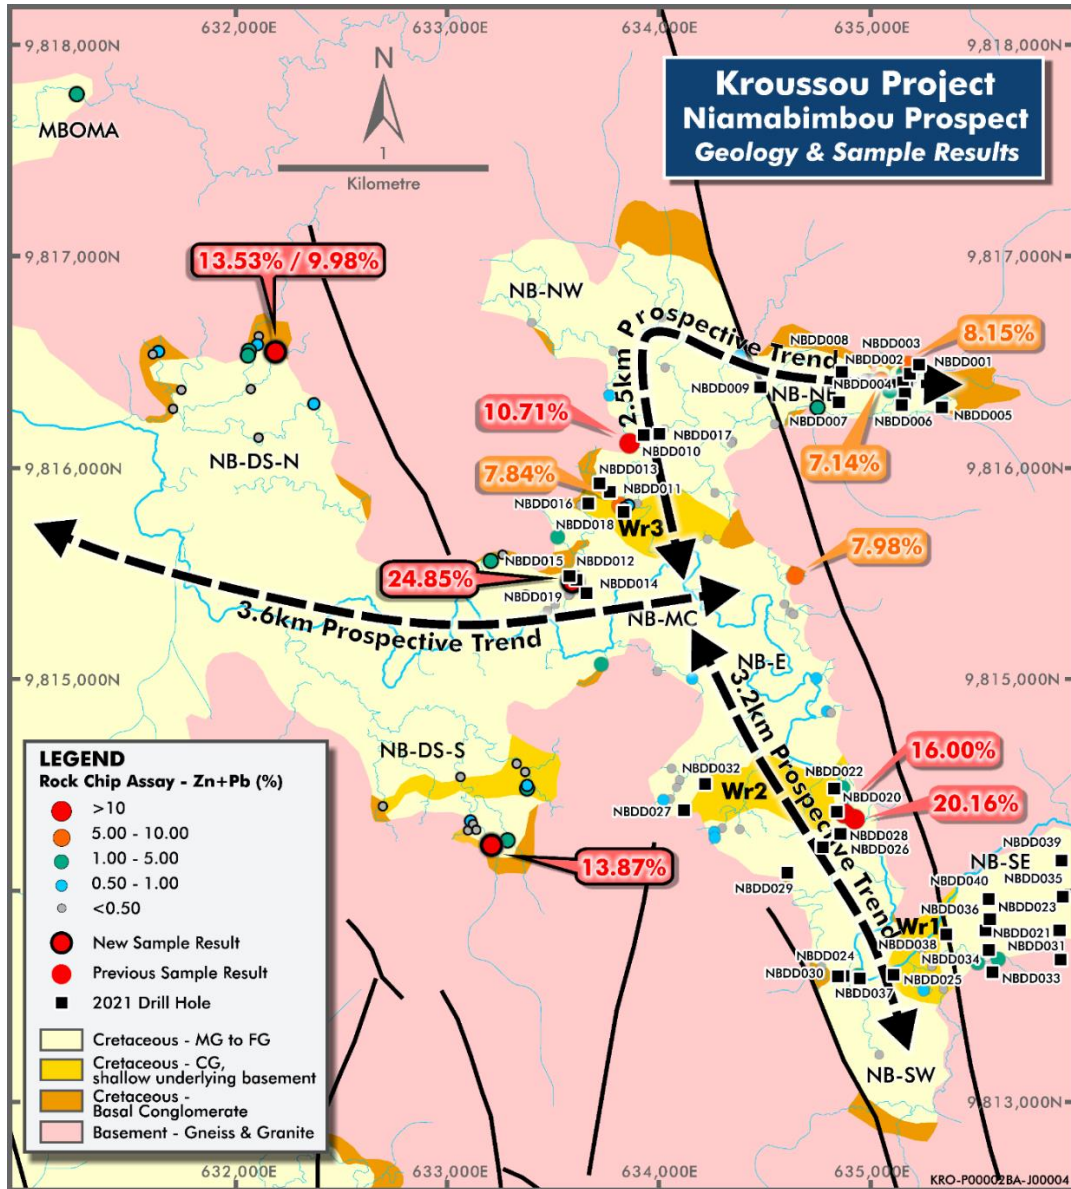 632,000E
633,000E
634,000E
635,000E
9,818,000N
9,818,000N
Kroussou Project
Niamabimbou Prospect
Geology & Sample Results
N
1
Kilometre
MBOMA
9,817,000N
9,817,000N
13.53% / 9.98%
NB-NW
2.5km Prospective Trend
NBDD008
NBDD003
8.15%
NBDD002
NBDD001
NBDD009
NB-NE
NBDD004
NBDD007
NBDD006
NBDD005
10.71%
NBDD017
NBDD010
7.14%
NB-DS-N
9,816,000N
9,816,000N
NBDD013
7.84%
NBDD011
NBDD016
NBDD018
Wr3
7.98%
NBDD015
NBDD012
24.85%
NBDD014
NBDD019
3.6km Prospective Trend
NB-MC
NB-E
9,815,000N
9,815,000N
3.2km Prospective Trend
NB-DS-S
16.00%
NBDD032
NBDD022
NBDD020
Wr2
20.16%
NBDD027
NBDD028
NBDD026
NBDD039
NB-SE
13.87%
NBDD029
NBDD040
NBDD035
NBDD036
NBDD023
Wr1
NBDD021
NBDD038
NBDD031
NBDD024
NBDD034
NBDD030
NBDD025
NBDD033
NBDD037
NB-SW
9,813,000N
LEGEND
Rock Chip Assay - Zn+Pb (%)
>10
5.00 - 10.00
1.00 - 5.00
0.50 - 1.00
<0.50
New Sample Result
Previous Sample Result
2021 Drill Hole
Cretaceous - MG to FG
Cretaceous - CG,
shallow underlying basement
Cretaceous -
Basal Conglomerate
Basement - Gneiss & Granite
632,000E
633,000E
634,000E
635,000E
KRO-P00002BA-J00004